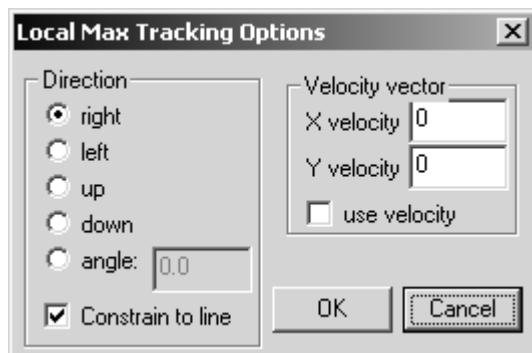 Local Max Tracking Options
Direction
right
left
up
down
angle: 0.0
Constrain to line
Velocity vector
X velocity 0
Y velocity 0
use velocity
OK
Cancel